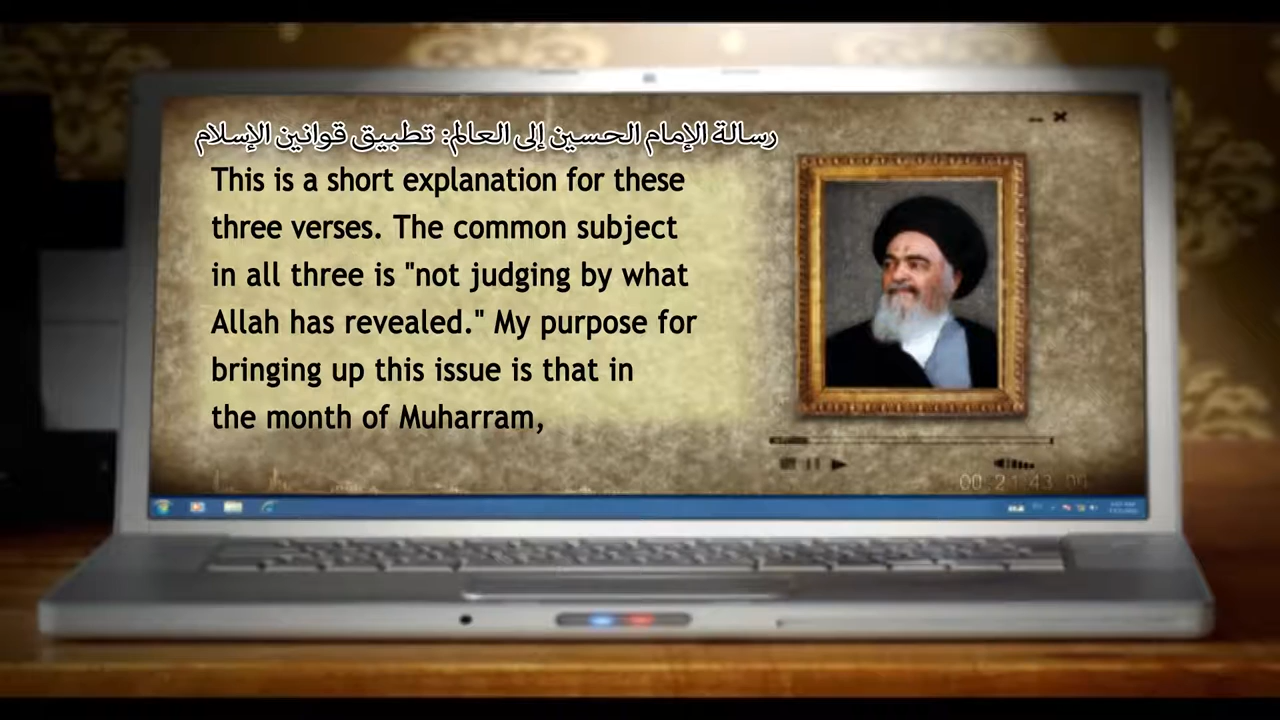 رسالة الإمام الحسين إلى العالم: تطبيق قوانين الإسلام
This is a short explanation for these
three verses. The common subject
in all three is "not judging by what
Allah has revealed." My purpose for
bringing up this issue is that in
the month of Muharram,